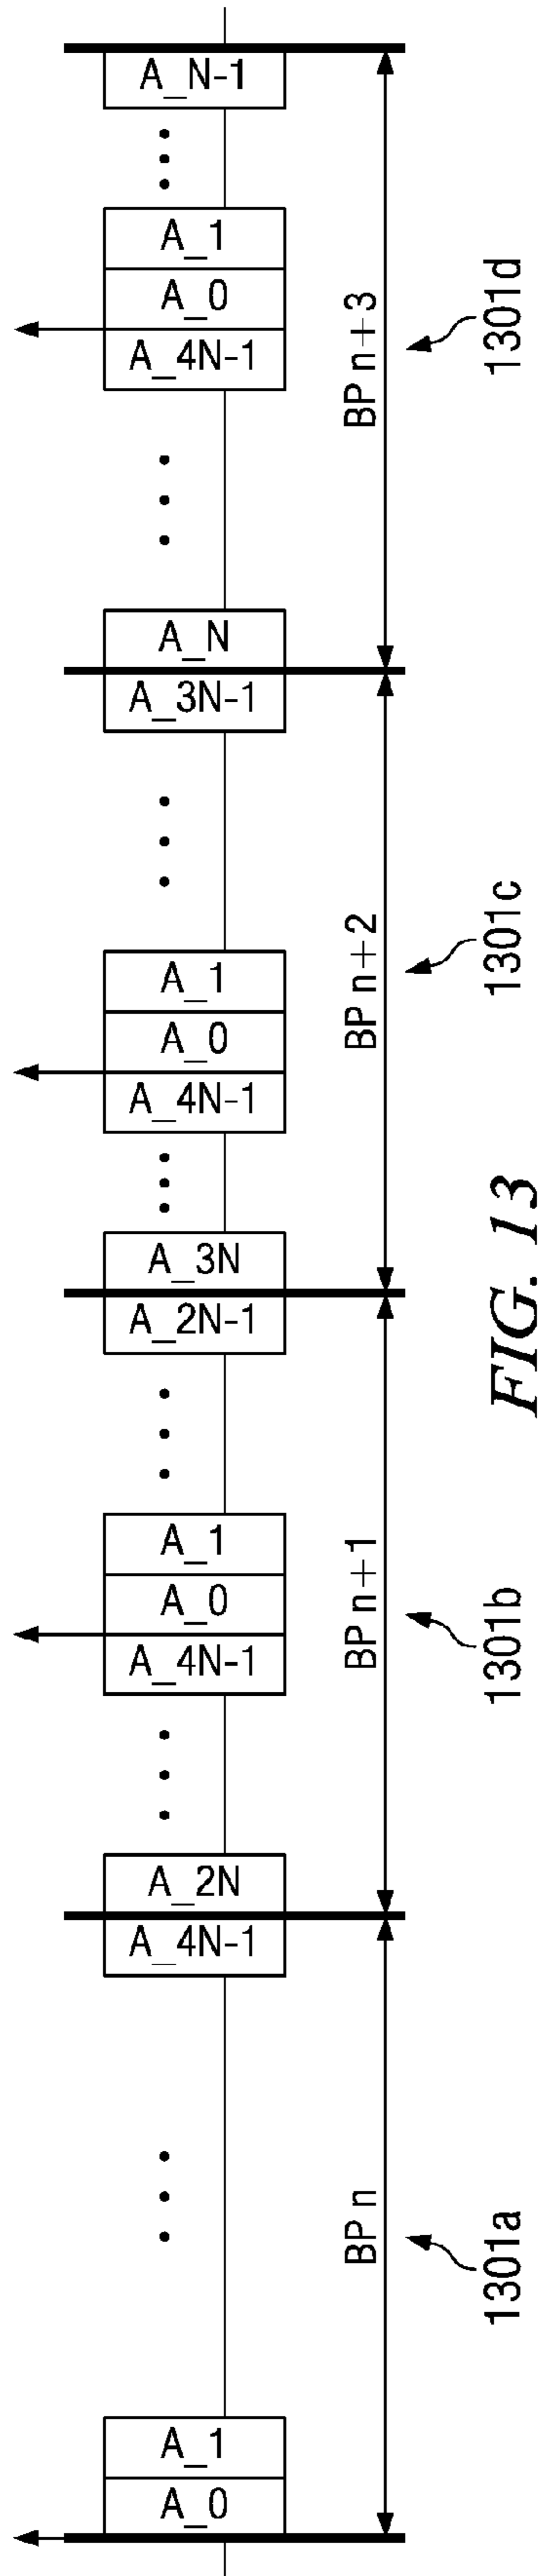 A_0 A_1 • • • A_4N-1 A_2N • • • A_4N-1 A_0 A_1 • • • A_2N-1 A_3N • • • A_4N-1 A_0 A_1 • • • A_3N-1 A_N • • • A_4N-1 A_0 A_1 • • • A_N-1
BP n BP n+1 BP n+2 BP n+3
1301a 1301b 1301c 1301d
FIG. 13